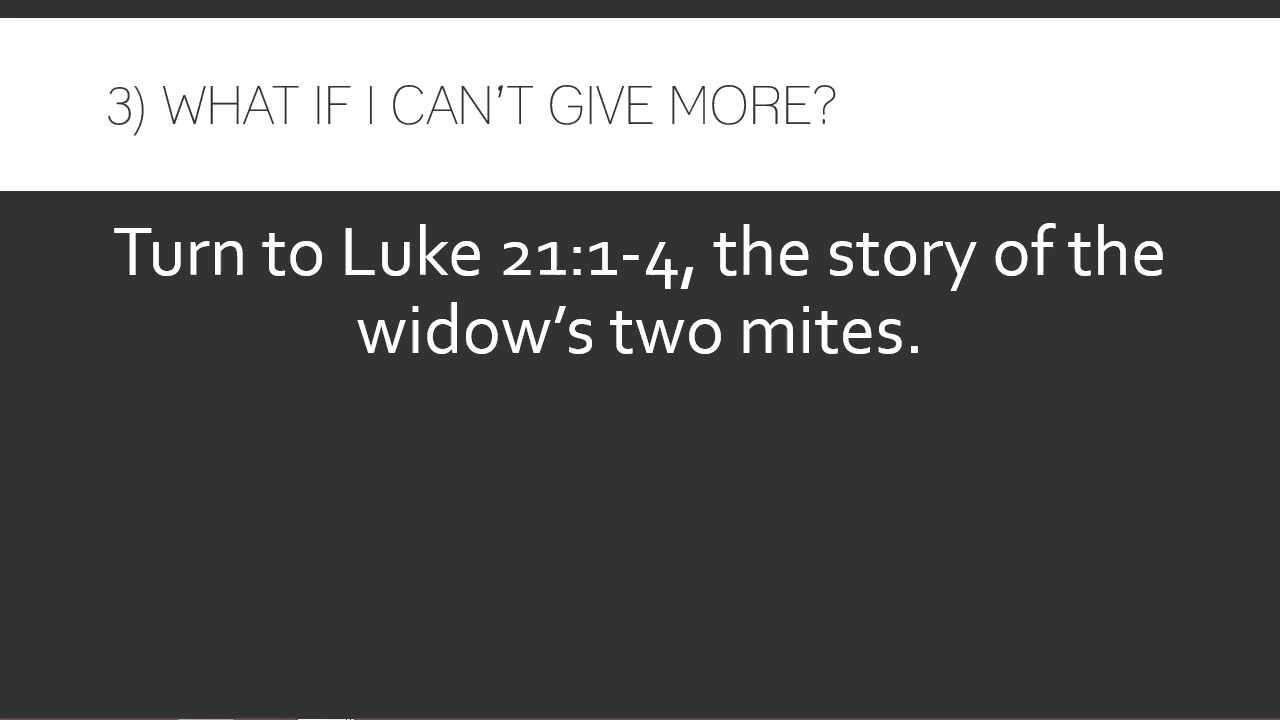 3) WHAT IF I CAN'T GIVE MORE?
Turn to Luke 21:1-4, the story of the
widow's two mites.